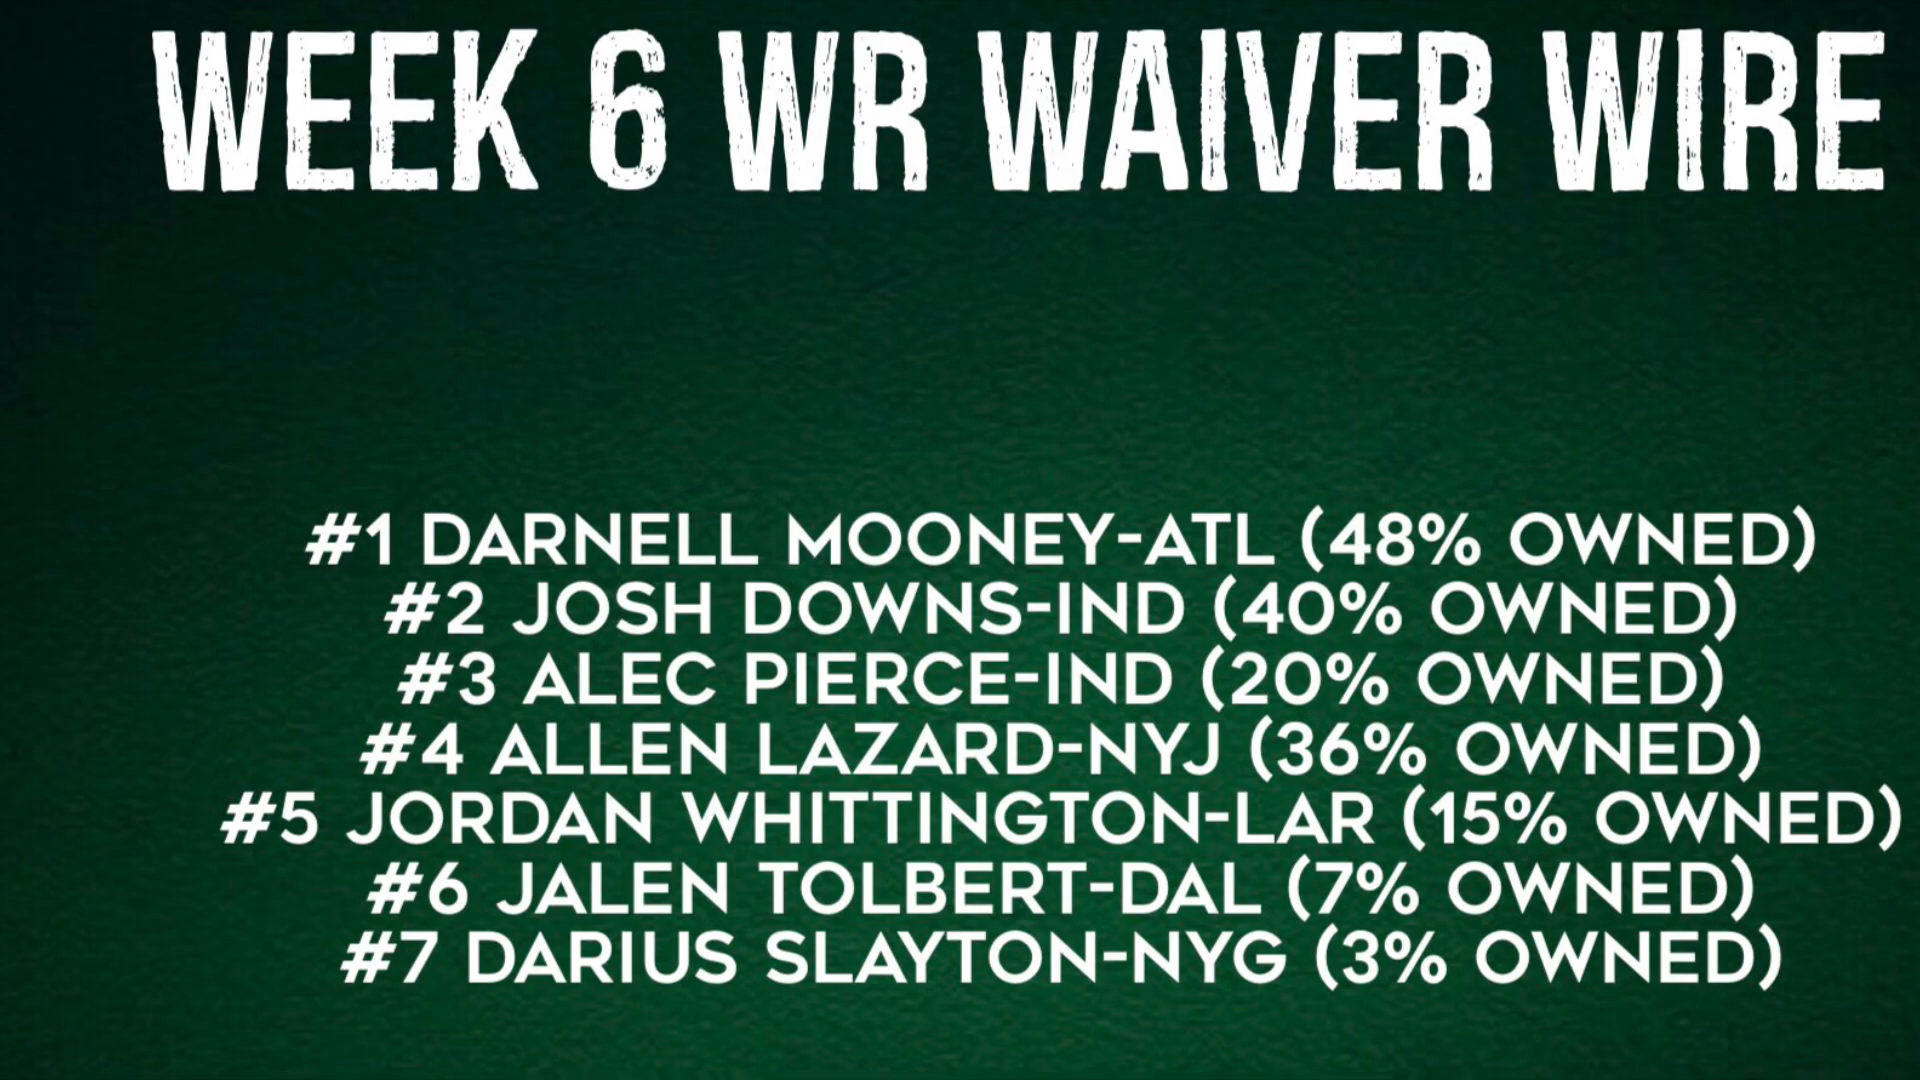 WEEK 6 WR WAIVER WIRE
#1 DARNELL MOONEY-ATL (48% OWNED)
#2 JOSH DOWNS-IND (40% OWNED)
#3 ALEC PIERCE-IND (20% OWNED)
#4 ALLEN LAZARD-NYJ (36% OWNED)
#5 JORDAN WHITTINGTON-LAR (15% OWNED)
#6 JALEN TOLBERT-DAL (7% OWNED)
#7 DARIUS SLAYTON-NYG (3% OWNED)